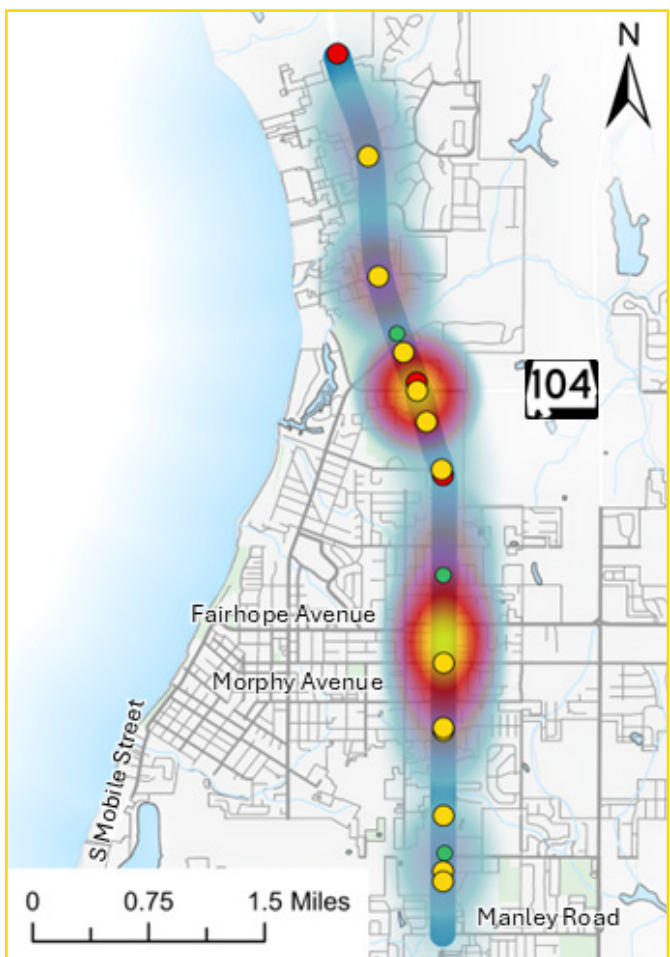 N
104
Fairhope Avenue
Morphy Avenue
S Mobile Street
0 0.75 1.5 Miles
Manley Road